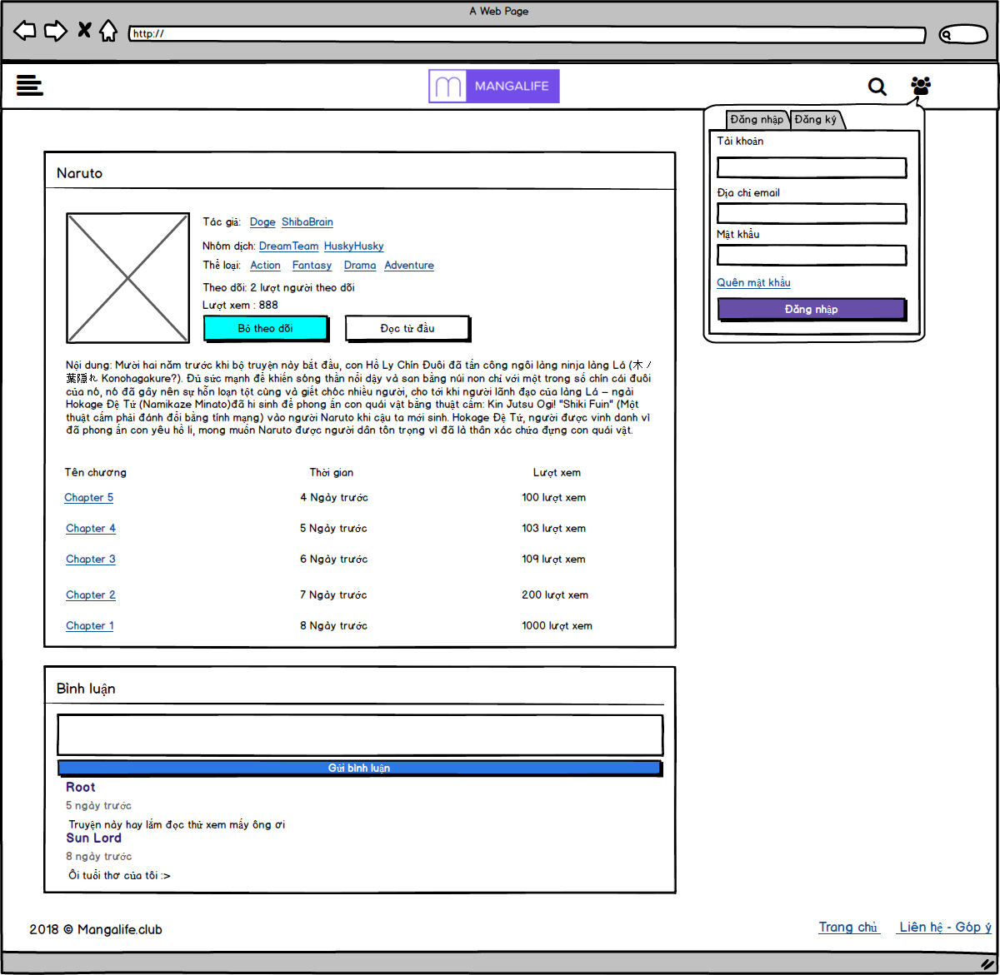 A Web Page
http://
m MANGALIFE
Đăng nhập Đăng ký
Tài khoản
Địa chỉ email
Mật khẩu
Quên mật khẩu
Đăng nhập
Naruto
Tác giả: Doge ShibaBrain
Nhóm dịch: DreamTeam HuskyHusky
Thể loại: Action Fantasy Drama Adventure
Theo dõi: 2 lượt người theo dõi
Lượt xem : 888
Bỏ theo dõi Đọc từ đầu
Nội dung: Mười hai năm trước khi bộ truyện này bắt đầu, con Hồ Ly Chín Đuôi đã tấn công ngôi làng ninja làng Lá (木ノ
葉隠れ Konohagakure?). Đủ sức mạnh để khiến sông thần nổi dậy và san bằng núi non chỉ với một trong số chín cái đuôi
của nó, nó đã gây nên sự hỗn loạn tột cùng và giết chóc nhiều người, cho tới khi người lãnh đạo của làng Lá – ngài
Hokage Đệ Tứ (Namikaze Minato)đã hi sinh để phong ấn con quái vật bằng thuật cấm: Kin Jutsu Ogi! "Shiki Fuin" (Một
thuật cấm phải đánh đổi bằng tính mạng) vào người Naruto khi cậu ta mới sinh. Hokage Đệ Tứ, người được vinh danh vì
đã phong ấn con yêu hồ li, mong muốn Naruto được người dân tôn trọng vì đã là thân xác chứa đựng con quái vật.
Tên chương Thời gian Lượt xem
Chapter 5 4 Ngày trước 100 lượt xem
Chapter 4 5 Ngày trước 103 lượt xem
Chapter 3 6 Ngày trước 109 lượt xem
Chapter 2 7 Ngày trước 200 lượt xem
Chapter 1 8 Ngày trước 1000 lượt xem
Bình luận
Gửi bình luận
Root
5 ngày trước
Truyện này hay lắm đọc thử xem mấy ông ơi
Sun Lord
8 ngày trước
Ôi tuổi thơ của tôi :>
2018 © Mangalife.club
Trang chủ Liên hệ - Góp ý